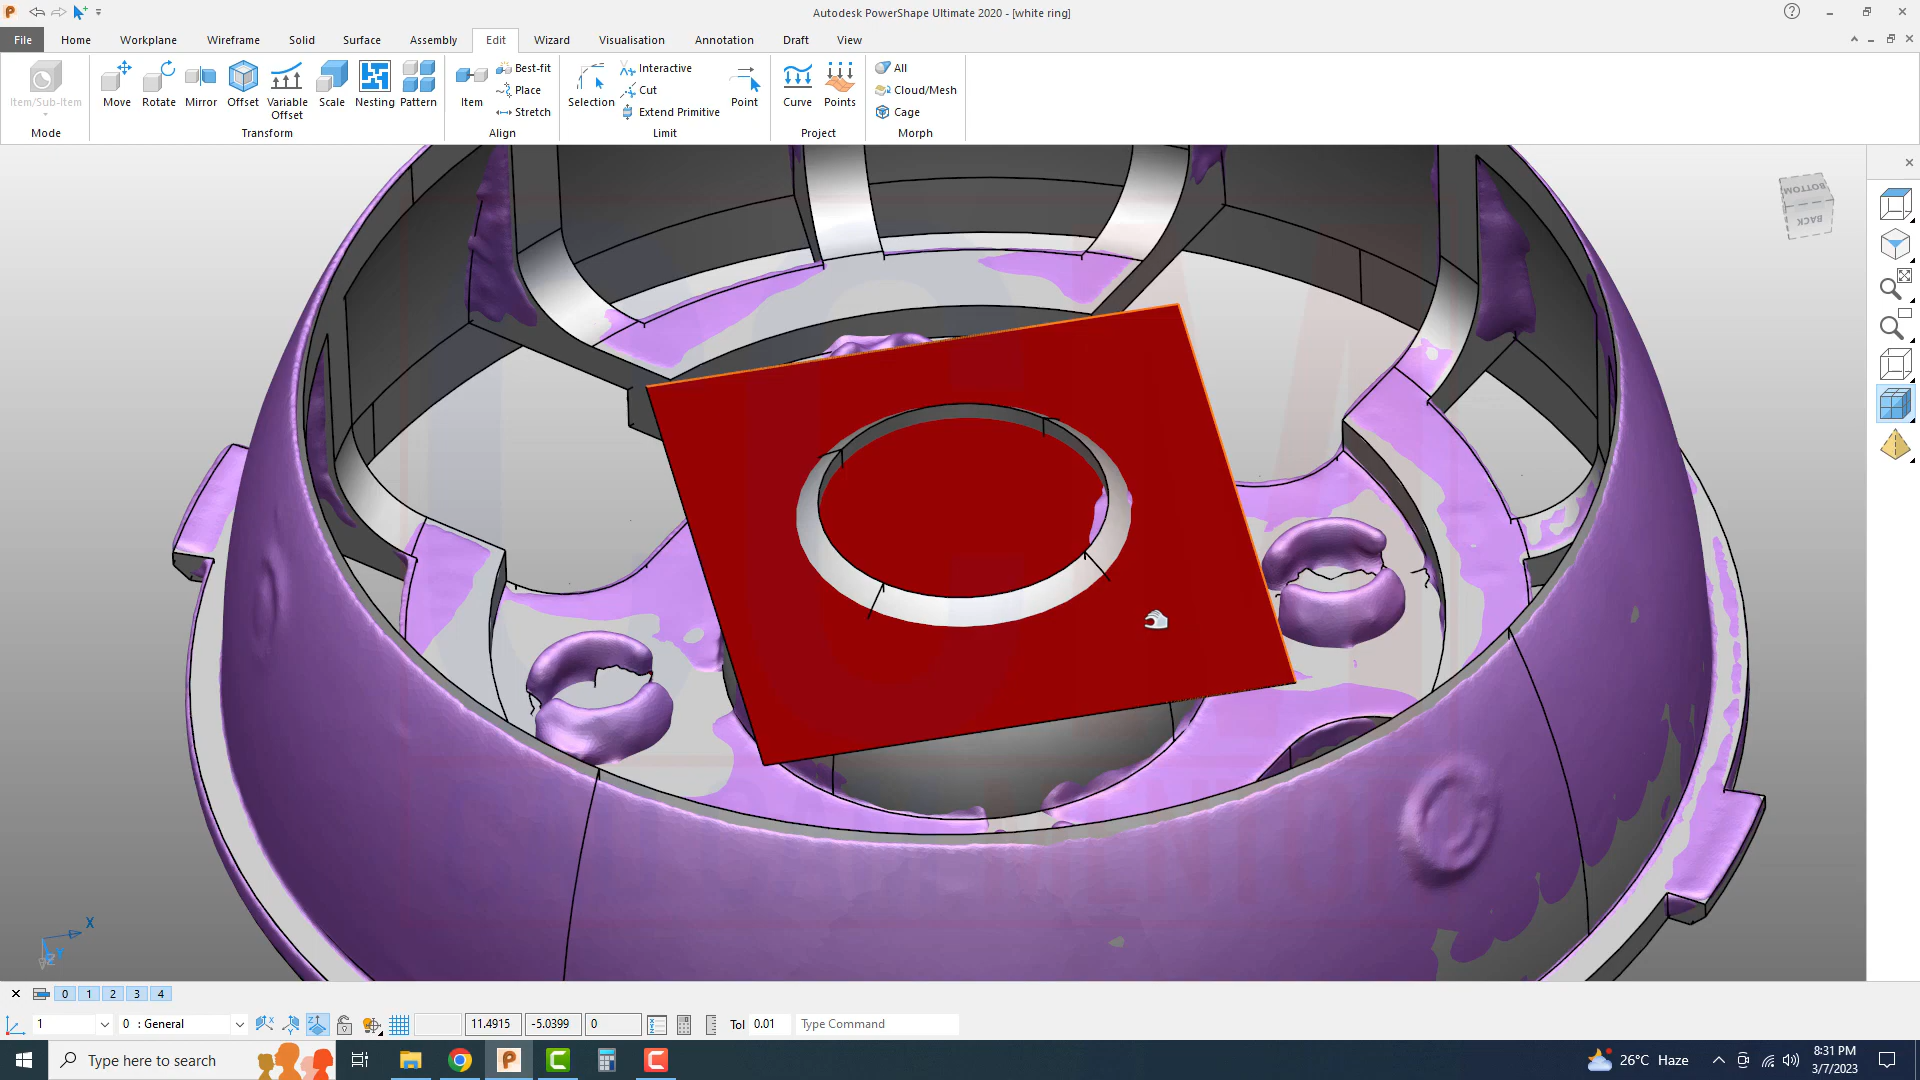 Autodesk PowerShape Ultimate 2020 - [white ring]
File Home Workplane Wireframe Solid Surface Assembly Edit Wizard Visualisation Annotation Draft View
Item/Sub-Item
Mode
Move Rotate Mirror Offset Variable Offset Scale Nesting Pattern
Transform
Item
Best-fit
Place
Stretch
Align
Selection
Interactive
Cut
Extend Primitive
Point
Limit
Curve Points
Project
All
Cloud/Mesh
Cage
Morph
BOTTOM
BACK
X
Y
Z
0 1 2 3 4
1 0 : General 11.4915 -5.0399 0 Tol 0.01 Type Command
Type here to search
26°C Haze
8:31 PM
3/7/2023